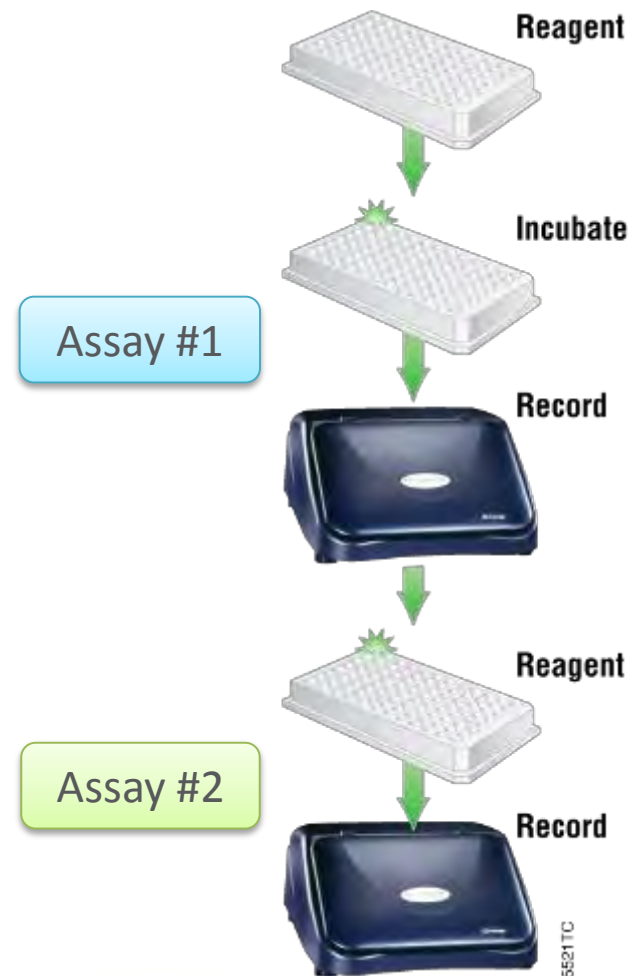 Reagent
Incubate
Assay #1
Record
Reagent
Assay #2
Record
5521TC